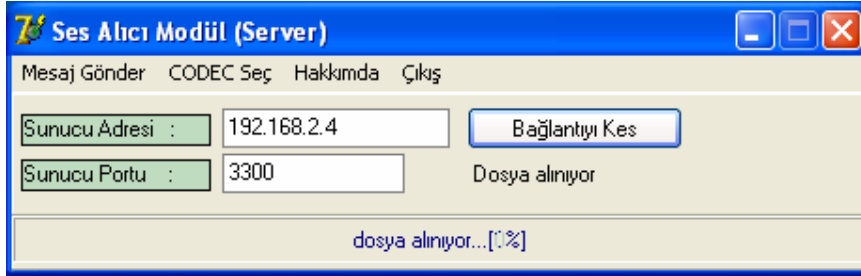 Ses Alıcı Modül (Server)
Mesaj Gönder CODEC Seç Hakkımda Çıkış
Sunucu Adresi : 192.168.2.4 Bağlantıyı Kes
Sunucu Portu : 3300 Dosya alınıyor
dosya alınıyor...[%]